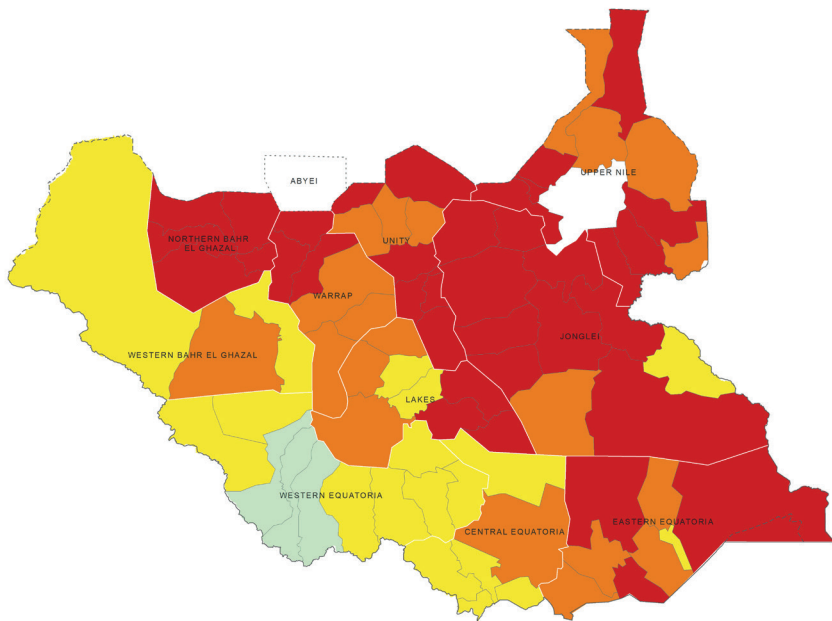 UPPER NILE
ABYEI
NORTHERN BAHR
EL GHAZAL
UNITY
WARRAP
JONGLEI
WESTERN BAHR EL GHAZAL
LAKES
WESTERN EQUATORIA
EASTERN EQUATORIA
CENTRAL EQUATORIA